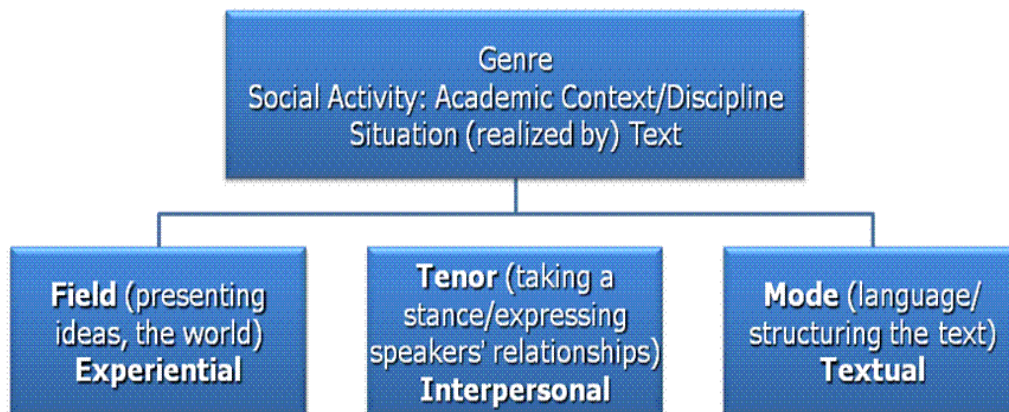 Genre
Social Activity: Academic Context/Discipline
Situation (realized by) Text
Field (presenting
ideas, the world)
Experiential
Tenor (taking a
stance/expressing
speakers' relationships)
Interpersonal
Mode (language/
structuring the text)
Textual